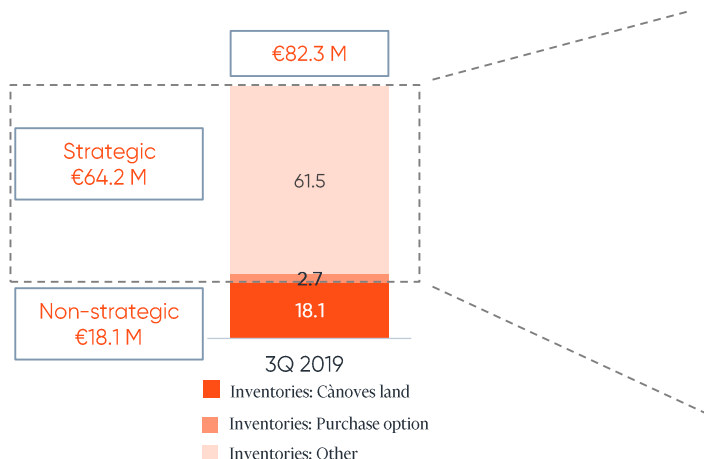 €82.3 M
Strategic
€64.2 M
61.5
2.7
Non-strategic
€18.1 M
18.1
3Q 2019
Inventories: Cànoves land
Inventories: Purchase option
Inventories: Other